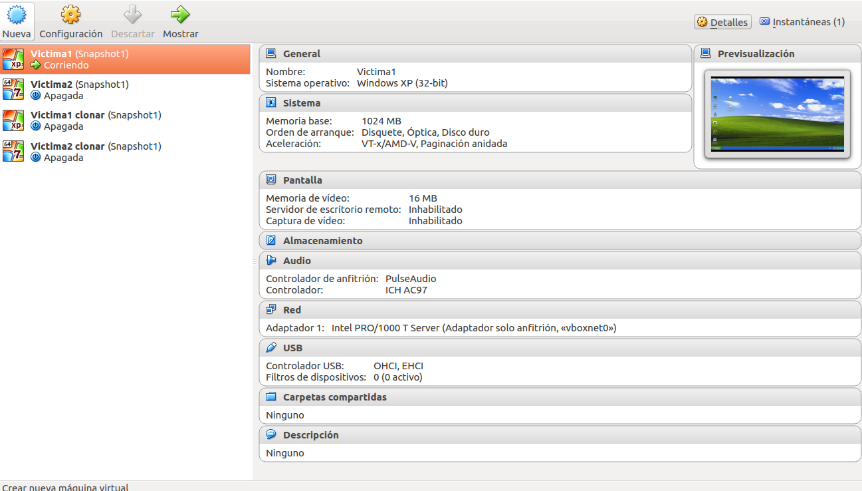 Nueva Configuración Descartar Mostrar
Detalles Instantáneas (1)
Victima1 (Snapshot1)
Corriendo
Victima2 (Snapshot1)
Apagada
Victima1 clonar (Snapshot1)
Apagada
Victima2 clonar (Snapshot1)
Apagada
General
Nombre: Victima1
Sistema operativo: Windows XP (32-bit)
Sistema
Memoria base: 1024 MB
Orden de arranque: Disquete, Óptica, Disco duro
Aceleración: VT-x/AMD-V, Paginación anidada
Previsualización
Pantalla
Memoria de vídeo: 16 MB
Servidor de escritorio remoto: Inhabilitado
Captura de vídeo: Inhabilitado
Almacenamiento
Audio
Controlador de anfitrión: PulseAudio
Controlador: ICH AC97
Red
Adaptador 1: Intel PRO/1000 T Server (Adaptador solo anfitrión, «vboxnet0»)
USB
Controlador USB: OHCI, EHCI
Filtros de dispositivos: 0 (0 activo)
Carpetas compartidas
Ninguno
Descripción
Ninguno
Crear nueva máquina virtual